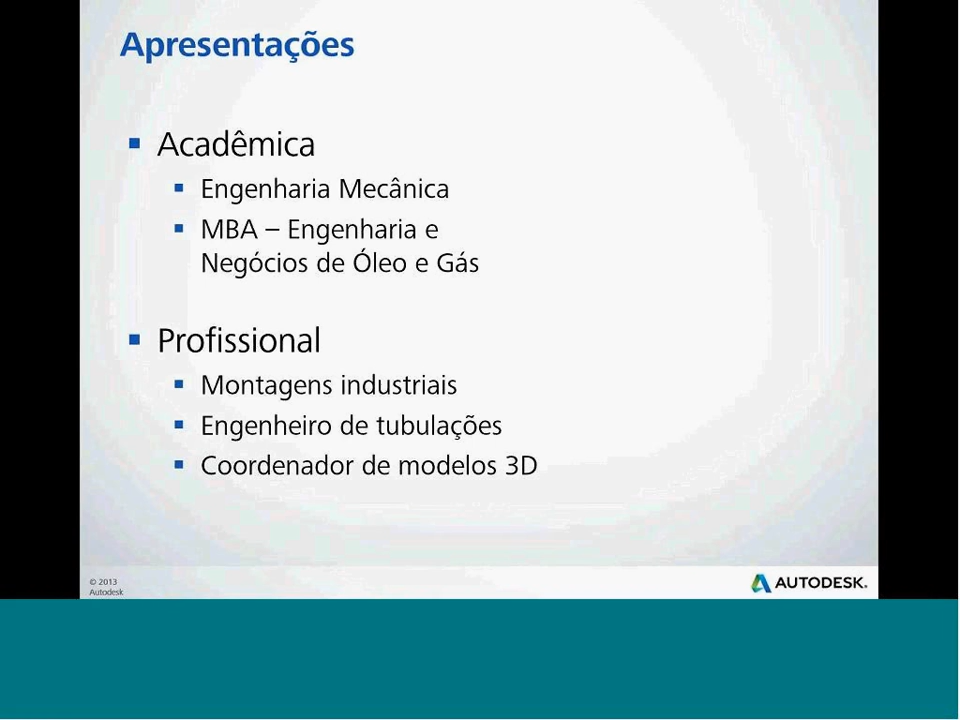 Apresentações
Acadêmica
Engenharia Mecânica
MBA – Engenharia e
Negócios de Óleo e Gás
Profissional
Montagens industriais
Engenheiro de tubulações
Coordenador de modelos 3D
© 2013
Autodesk
AUTODESK.